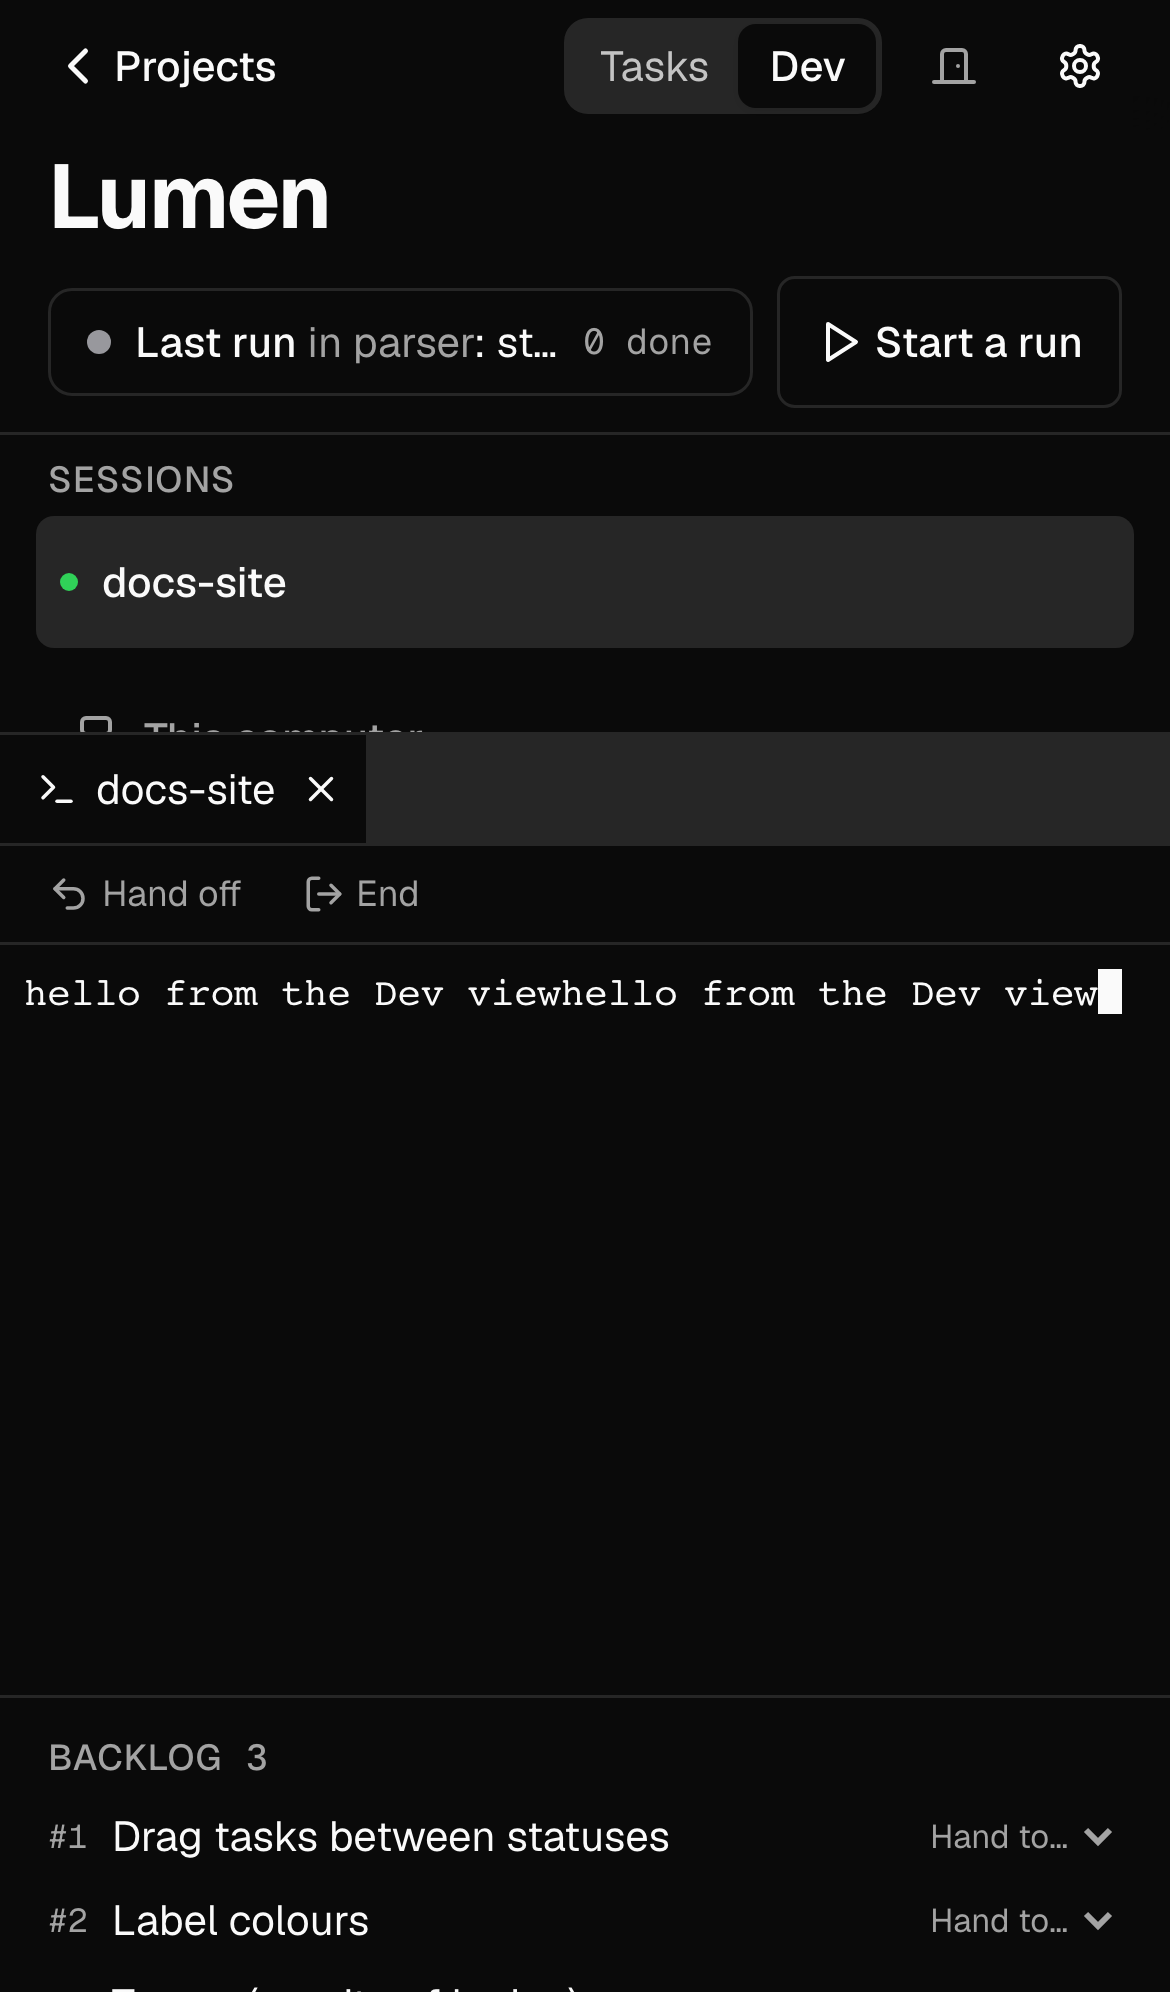 Projects
Tasks
Dev
Lumen
Last run in parser: st...
0 done
Start a run
SESSIONS
docs-site
This computer
docs-site
Hand off
End
hello from the Dev viewhello from the Dev view
BACKLOG 3
#1 Drag tasks between statuses Hand to...
#2 Label colours Hand to...